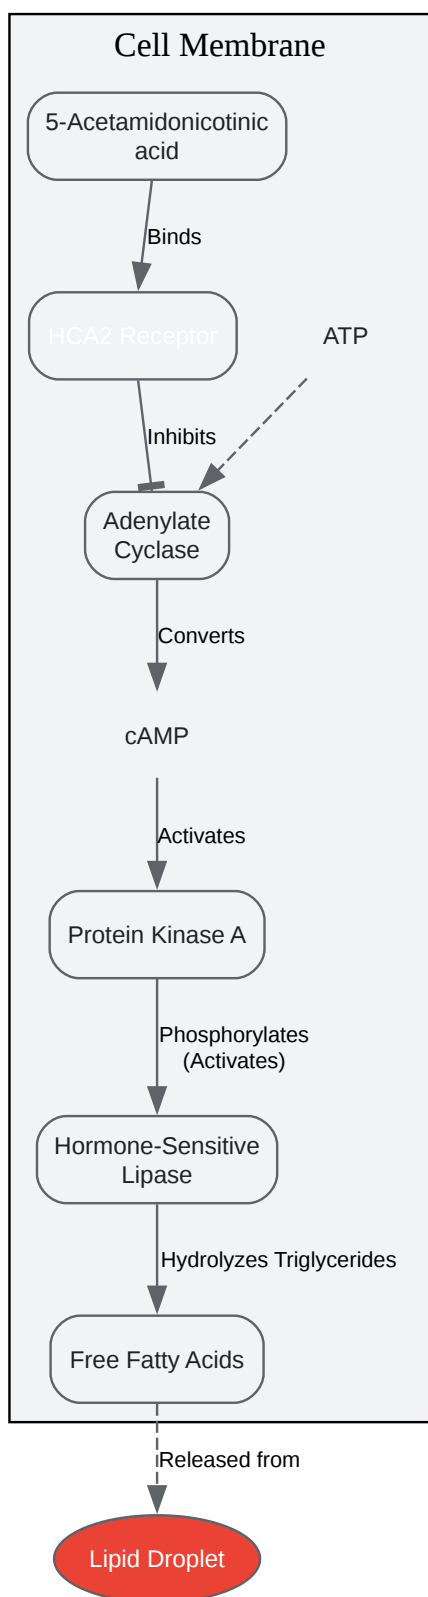 Cell Membrane
5-Acetamidonicotinic
acid
Binds
HCA2 Receptor
ATP
Inhibits
Adenylate
Cyclase
Converts
cAMP
Activates
Protein Kinase A
Phosphorylates
(Activates)
Hormone-Sensitive
Lipase
Hydrolyzes Triglycerides
Free Fatty Acids
Released from
Lipid Droplet